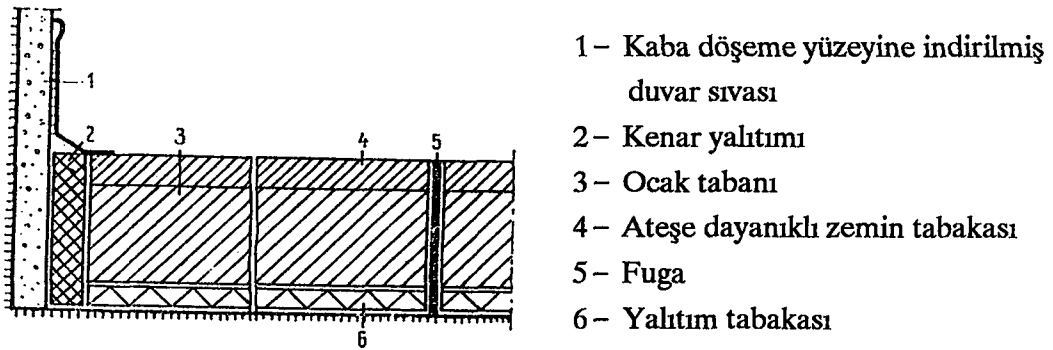 1
2
3
4
5
6
1– Kaba döşeme yüzeyine indirilmiş
duvar sıvası
2– Kenar yalıtımı
3– Ocak tabanı
4– Ateşe dayanıklı zemin tabakası
5– Fuga
6– Yalıtım tabakası